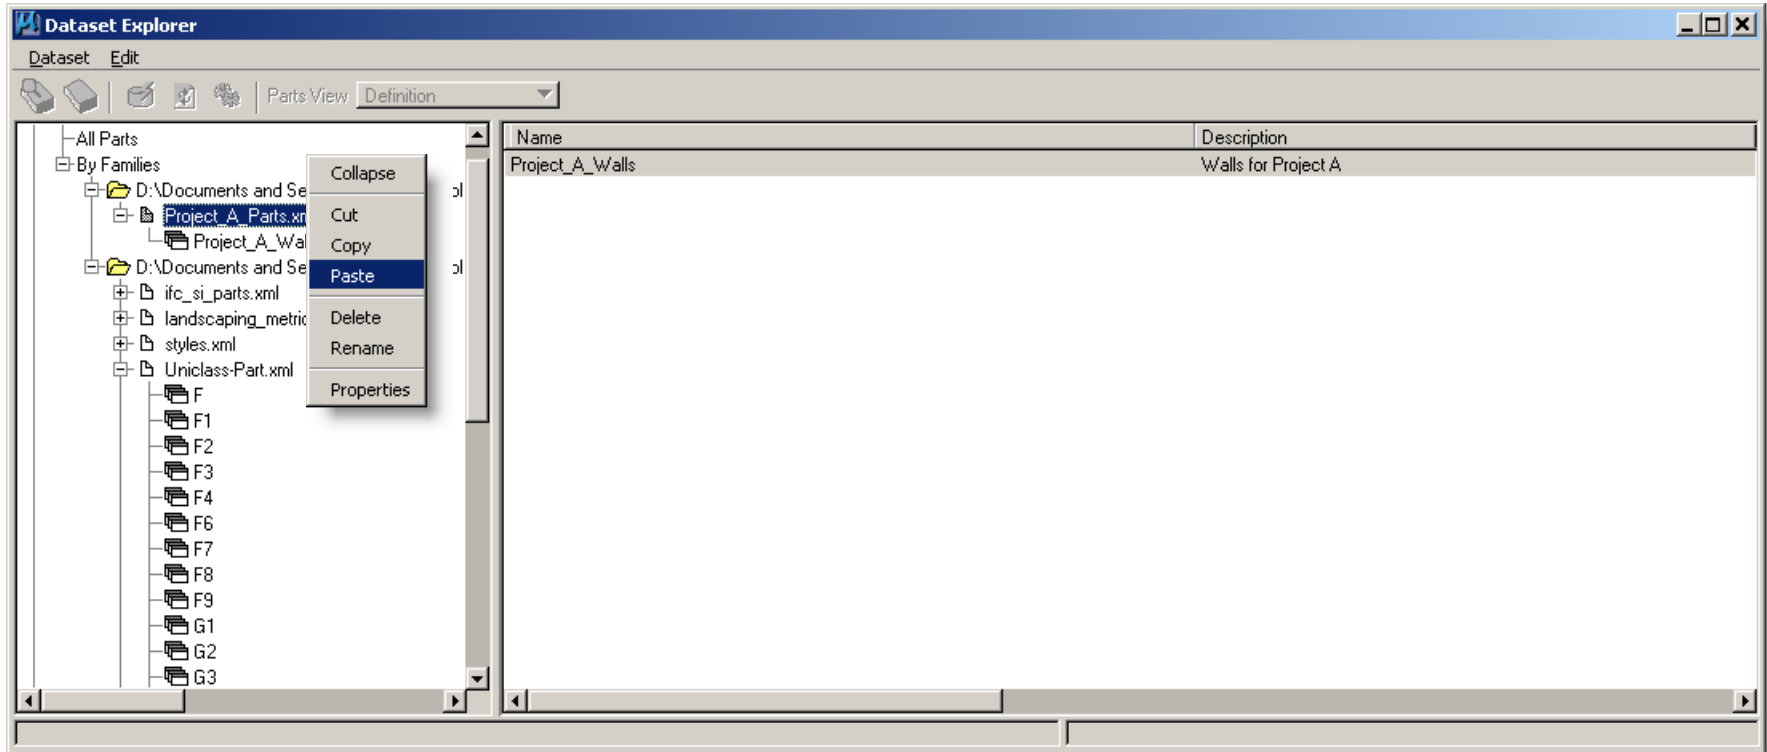 Dataset Explorer
Dataset Edit
Parts View Definition
All Parts
By Families
D:\Documents and Se
Project_A_Parts.xm
Project_A_Wal
D:\Documents and Se
ifc_si_parts.xml
landscaping_metric
styles.xml
Uniclass-Part.xml
F
F1
F2
F3
F4
F6
F7
F8
F9
G1
G2
G3
Collapse
Cut
Copy
Paste
Delete
Rename
Properties
Name Description
Project_A_Walls Walls for Project A